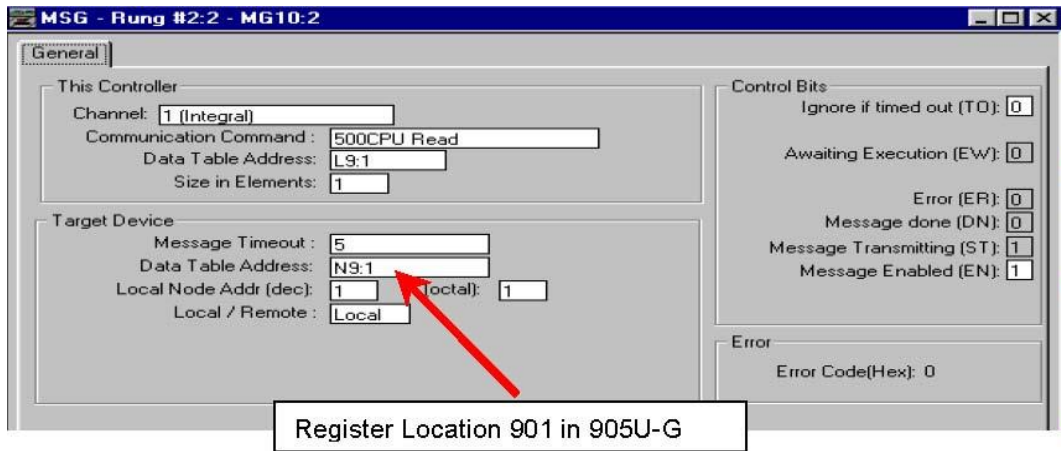 MSG - Rung #2:2 - MG10:2
General
This Controller
Channel: 1 (Integral)
Communication Command : 500CPU Read
Data Table Address: L9:1
Size in Elements: 1
Target Device
Message Timeout : 5
Data Table Address: N9:1
Local Node Addr (dec): 1 (octal): 1
Local / Remote : Local
Control Bits
Ignore if timed out (TO): 0
Awaiting Execution (EW): 0
Error (ER): 0
Message done (DN): 0
Message Transmitting (ST): 1
Message Enabled (EN): 1
Error
Error Code(Hex): 0
Register Location 901 in 905U-G